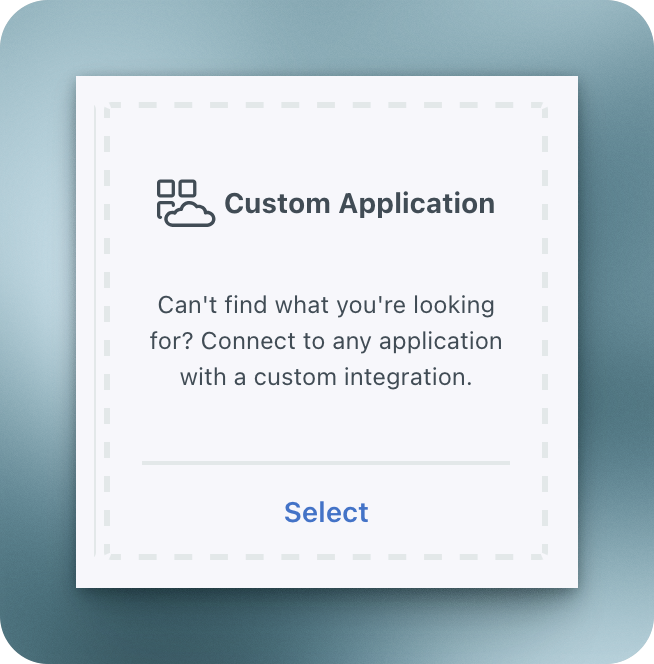 Custom Application
Can't find what you're looking
for? Connect to any application
with a custom integration.
Select